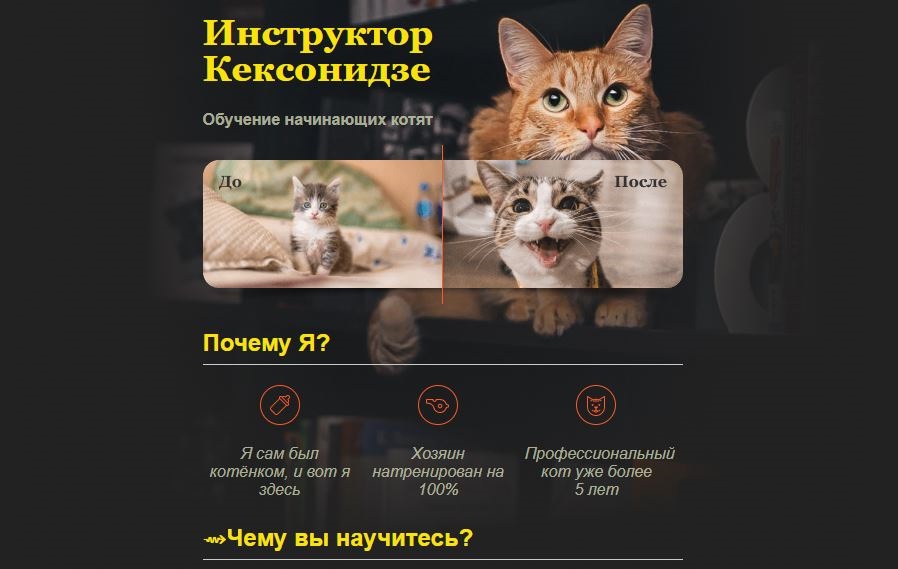 Инструктор
Кексонидзе
Обучение начинающих котят
До
После
Почему Я?
Я сам был
котёнком, и вот я
здесь
Хозяин
натренирован на
100%
Профессиональный
кот уже более
5 лет
⇝Чему вы научитесь?